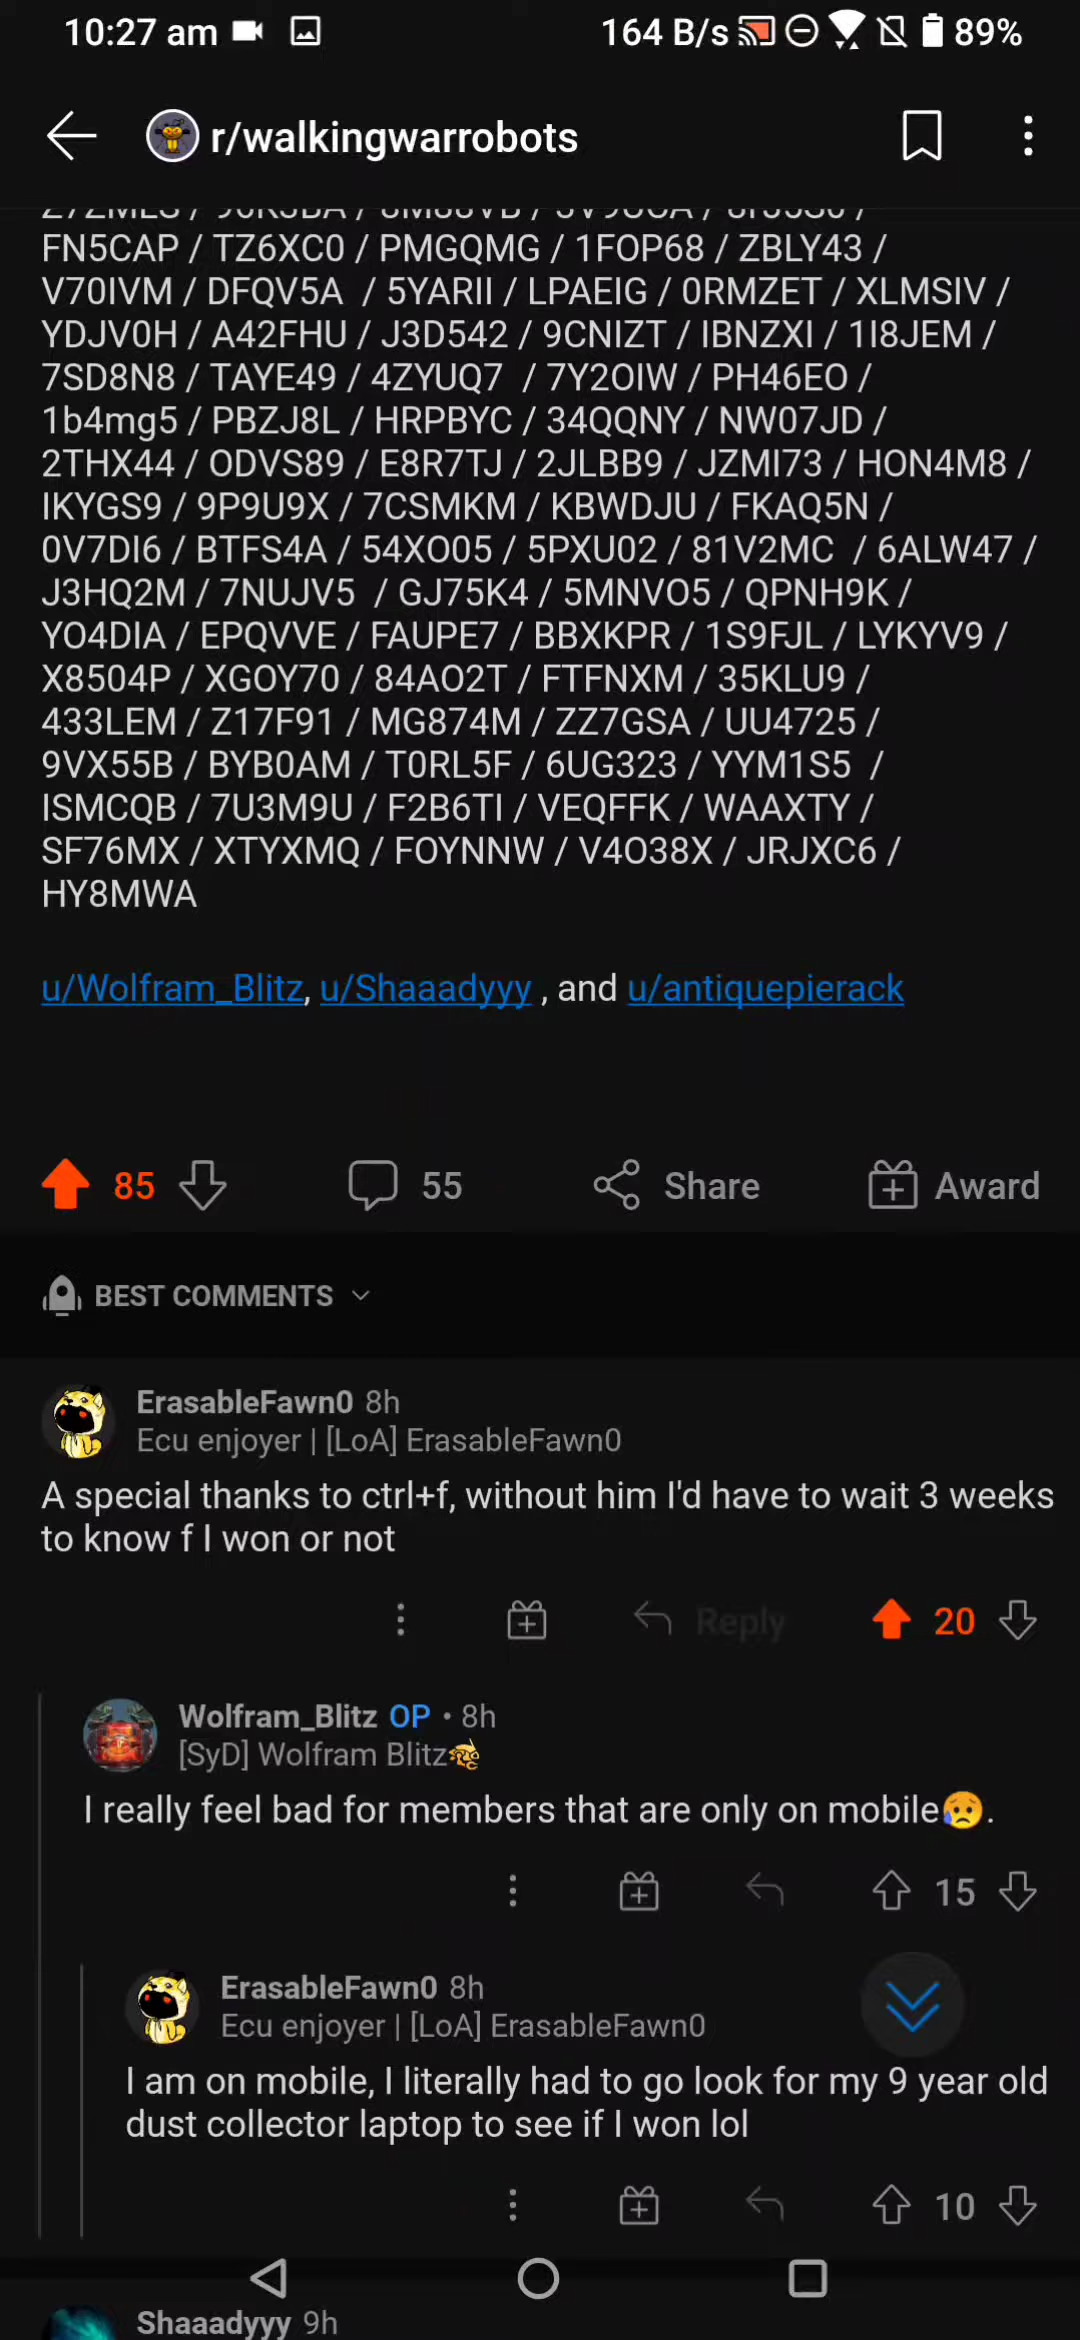 10:27 am
164 B/s 89%
r/walkingwarrobots
FN5CAP / TZ6XC0 / PMGQMG / 1FOP68 / ZBLY43 /
V70IVM / DFQV5A / 5YARII / LPAEIG / 0RMZET / XLMSIV /
YDJV0H / A42FHU / J3D542 / 9CNIZT / IBNZXI / 1I8JEM /
7SD8N8 / TAYE49 / 4ZYUQ7 / 7Y2OIW / PH46EO /
1b4mg5 / PBZJ8L / HRPBYC / 34QQNY / NW07JD /
2THX44 / ODVS89 / E8R7TJ / 2JLBB9 / JZMI73 / HON4M8 /
IKYGS9 / 9P9U9X / 7CSMKM / KBWDJU / FKAQ5N /
0V7DI6 / BTFS4A / 54XO05 / 5PXU02 / 81V2MC / 6ALW47 /
J3HQ2M / 7NUJV5 / GJ75K4 / 5MNVO5 / QPNH9K /
YO4DIA / EPQVVE / FAUPE7 / BBXKPR / 1S9FJL / LYKYV9 /
X8504P / XGOY70 / 84AO2T / FTFNXM / 35KLU9 /
433LEM / Z17F91 / MG874M / ZZ7GSA / UU4725 /
9VX55B / BYB0AM / T0RL5F / 6UG323 / YYM1S5 /
ISMCQB / 7U3M9U / F2B6TI / VEQFFK / WAAXTY /
SF76MX / XTYXMQ / FOYNNW / V4O38X / JRJXC6 /
HY8MWA
u/Wolfram_Blitz, u/Shaaadyyy , and u/antiquepierack
85 55 Share Award
BEST COMMENTS
ErasableFawn0 8h
Ecu enjoyer | [LoA] ErasableFawn0
A special thanks to ctrl+f, without him I'd have to wait 3 weeks
to know f I won or not
Reply 20
Wolfram_Blitz OP • 8h
[SyD] Wolfram Blitz
I really feel bad for members that are only on mobile😥.
15
ErasableFawn0 8h
Ecu enjoyer | [LoA] ErasableFawn0
I am on mobile, I literally had to go look for my 9 year old
dust collector laptop to see if I won lol
10
Shaaadyyy 9h